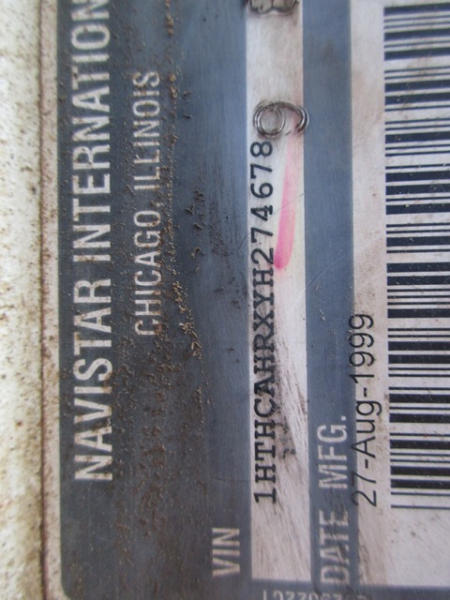 NAVISTAR INTERNATION
CHICAGO, ILLINOIS
VIN 1HTHCAHRXYH274678
DATE MFG. 27-Aug-1999